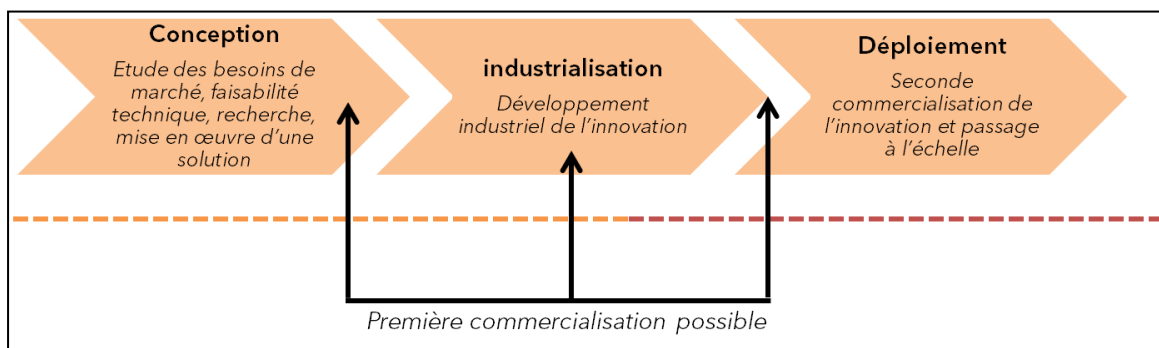 Conception
Etude des besoins de
marché, faisabilité
technique, recherche,
mise en œuvre d'une
solution
industrialisation
Développement
industriel de l'innovation
Déploiement
Seconde
commercialisation de
l'innovation et passage
à l'échelle
Première commercialisation possible